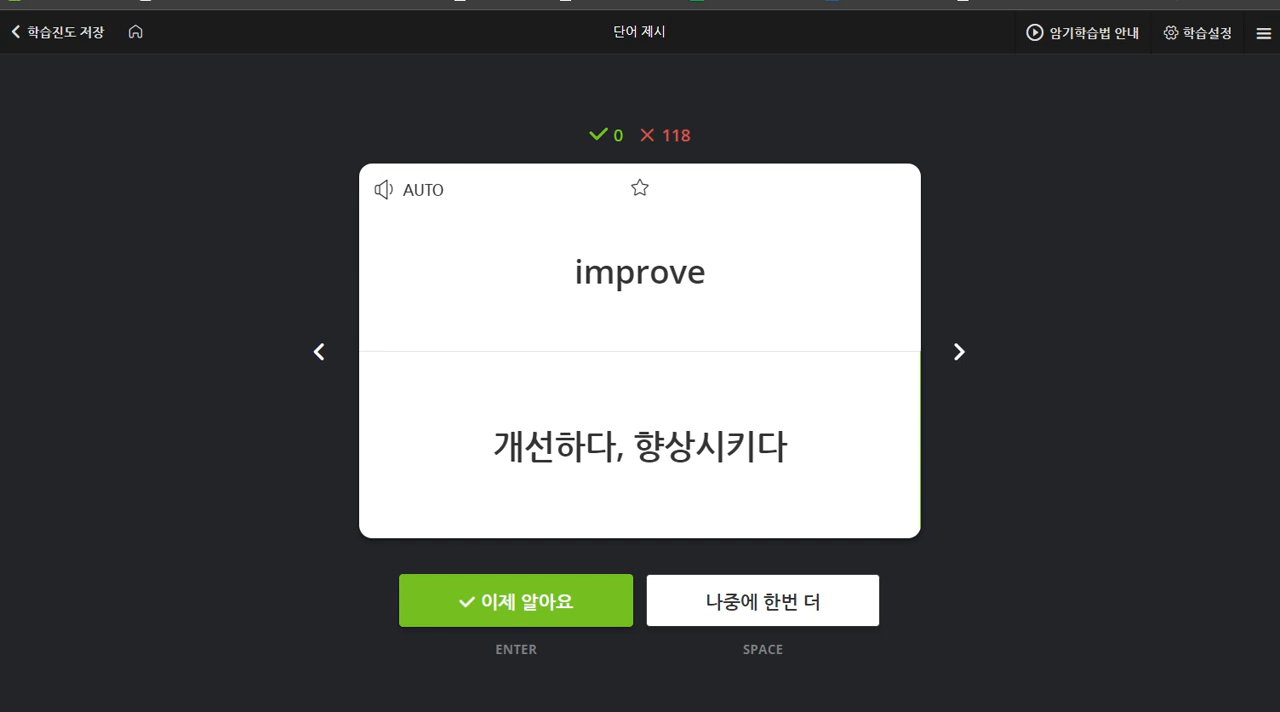 학습진도 저장
단어 제시
암기학습법 안내
학습설정
0 118
AUTO
improve
개선하다, 향상시키다
이제 알아요
나중에 한번 더
ENTER
SPACE